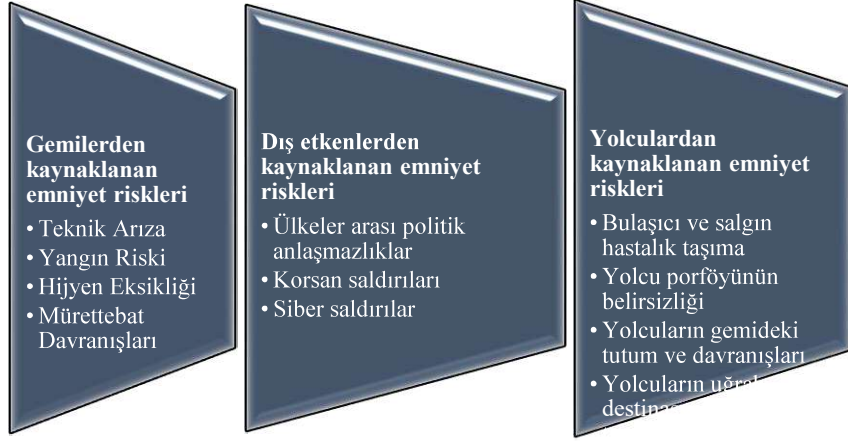 Gemilerden
kaynaklanan
emniyet riskleri
• Teknik Arıza
• Yangın Riski
• Hijyen Eksikliği
• Mürettebat
Davranışları
Dış etkenlerden
kaynaklanan emniyet
riskleri
• Ülkeler arası politik
anlaşmazlıklar
• Korsan saldırıları
• Siber saldırılar
Yolculardan
kaynaklanan emniyet
riskleri
• Bulaşıcı ve salgın
hastalık taşıma
• Yolcu porföyünün
belirsizliği
• Yolcuların gemideki
tutum ve davranışları
• Yolcuların